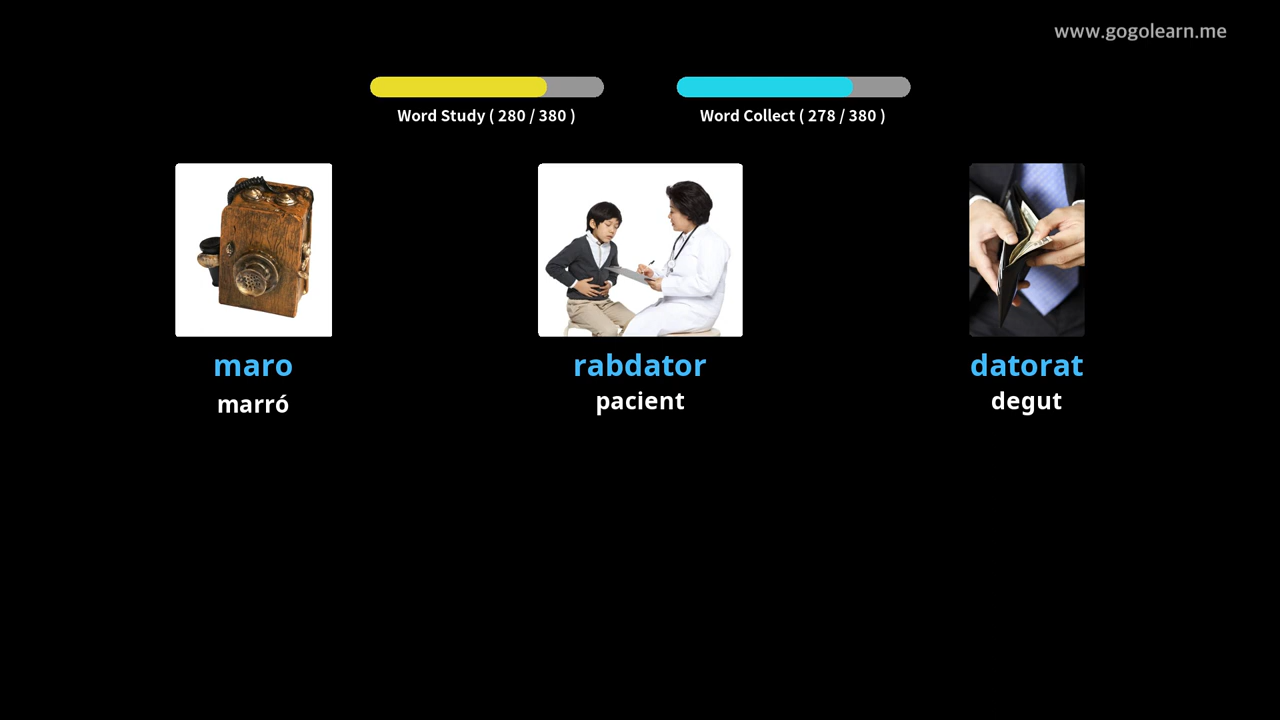 www.gogolearn.me
Word Study ( 280 / 380 )
Word Collect ( 278 / 380 )
maro
marró
rabdator
pacient
datorat
degut